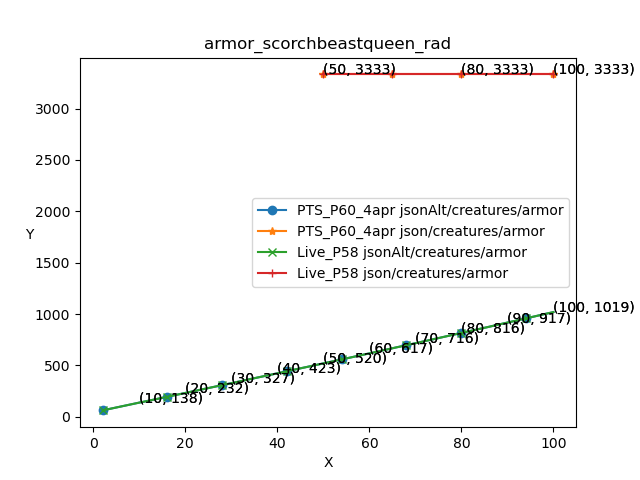 armor_scorchbeastqueen_rad
(50, 3333)
(80, 3333)
(100, 3333)
3000
2500
2000
1500
1000
500
0
Y
PTS_P60_4apr jsonAlt/creatures/armor
PTS_P60_4apr json/creatures/armor
Live_P58 jsonAlt/creatures/armor
Live_P58 json/creatures/armor
(100, 1019)
(90, 917)
(80, 816)
(70, 716)
(60, 617)
(50, 520)
(40, 423)
(30, 327)
(20, 232)
(10, 138)
0 20 40 60 80 100
X